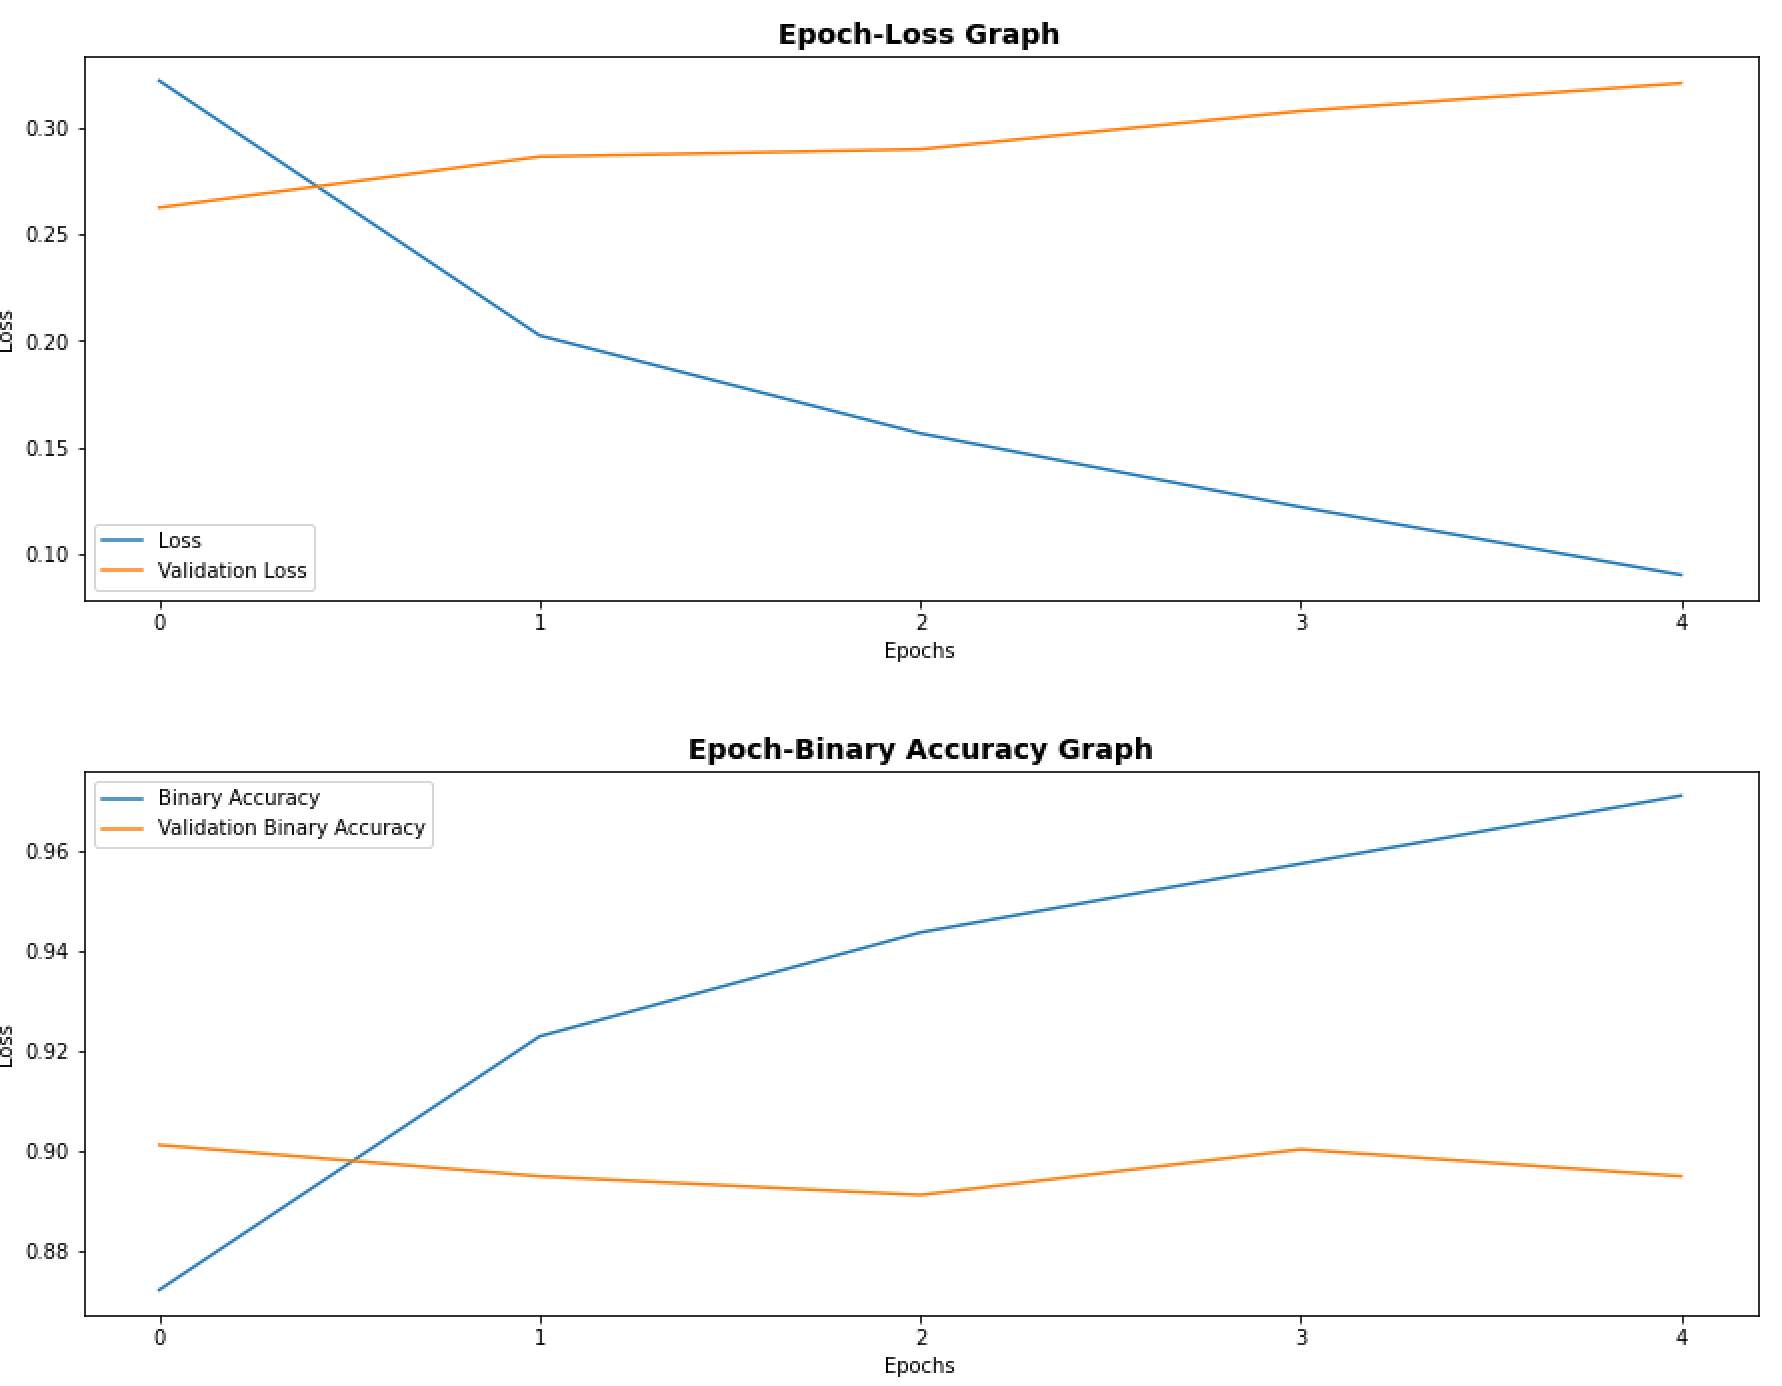 Epoch-Loss Graph
0.30
0.25
0.20
0.15
0.10
Loss
Loss
Validation Loss
0 1 2 3 4
Epochs
Epoch-Binary Accuracy Graph
Binary Accuracy
Validation Binary Accuracy
0.96
0.94
0.92
0.90
0.88
Loss
0 1 2 3 4
Epochs